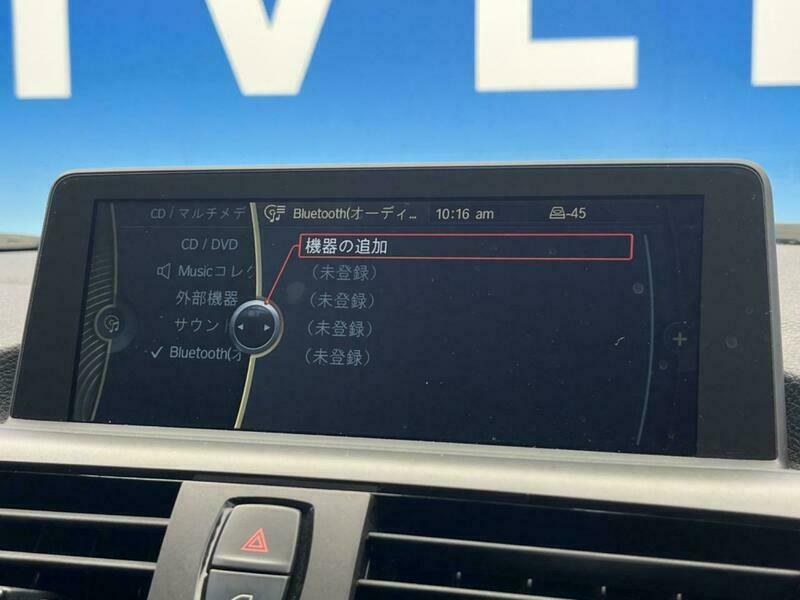 IVE
CD / マルチメデ
Bluetooth(オーディ...
10:16 am
-45
CD / DVD
機器の追加
Musicコレク
(未登録)
外部機器
(未登録)
サウン
(未登録)
Bluetooth(オ
(未登録)